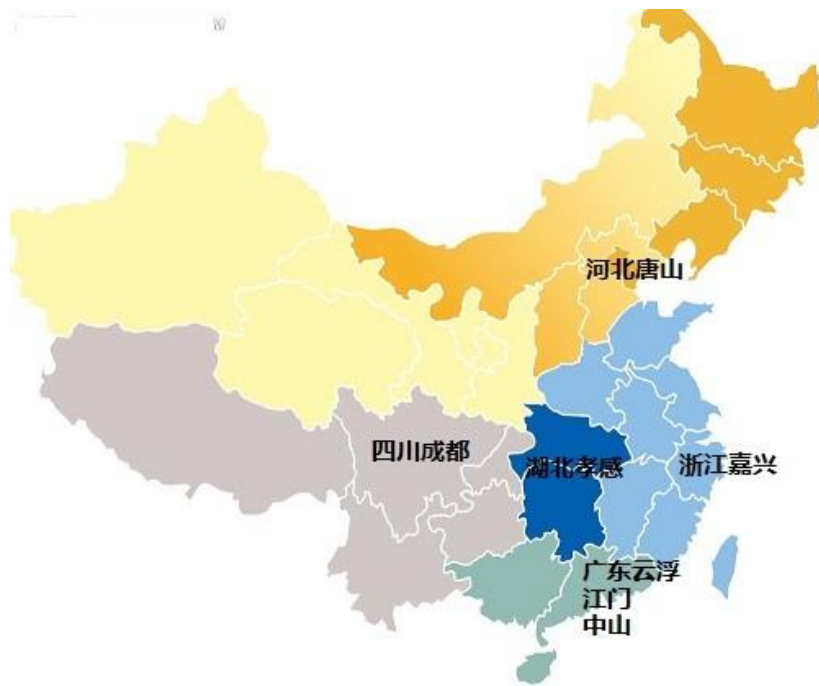 河北唐山
四川成都
湖北孝感
浙江嘉兴
广东云浮
江门
中山